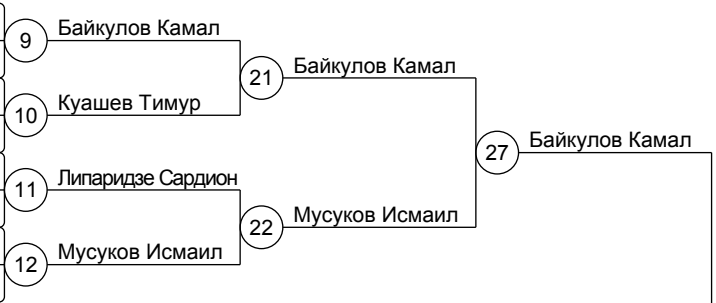 9 Байкулов Камал
21 Байкулов Камал
10 Куашев Тимур
27 Байкулов Камал
11 Липаридзе Сардион
22 Мусуков Исмаил
12 Мусуков Исмаил